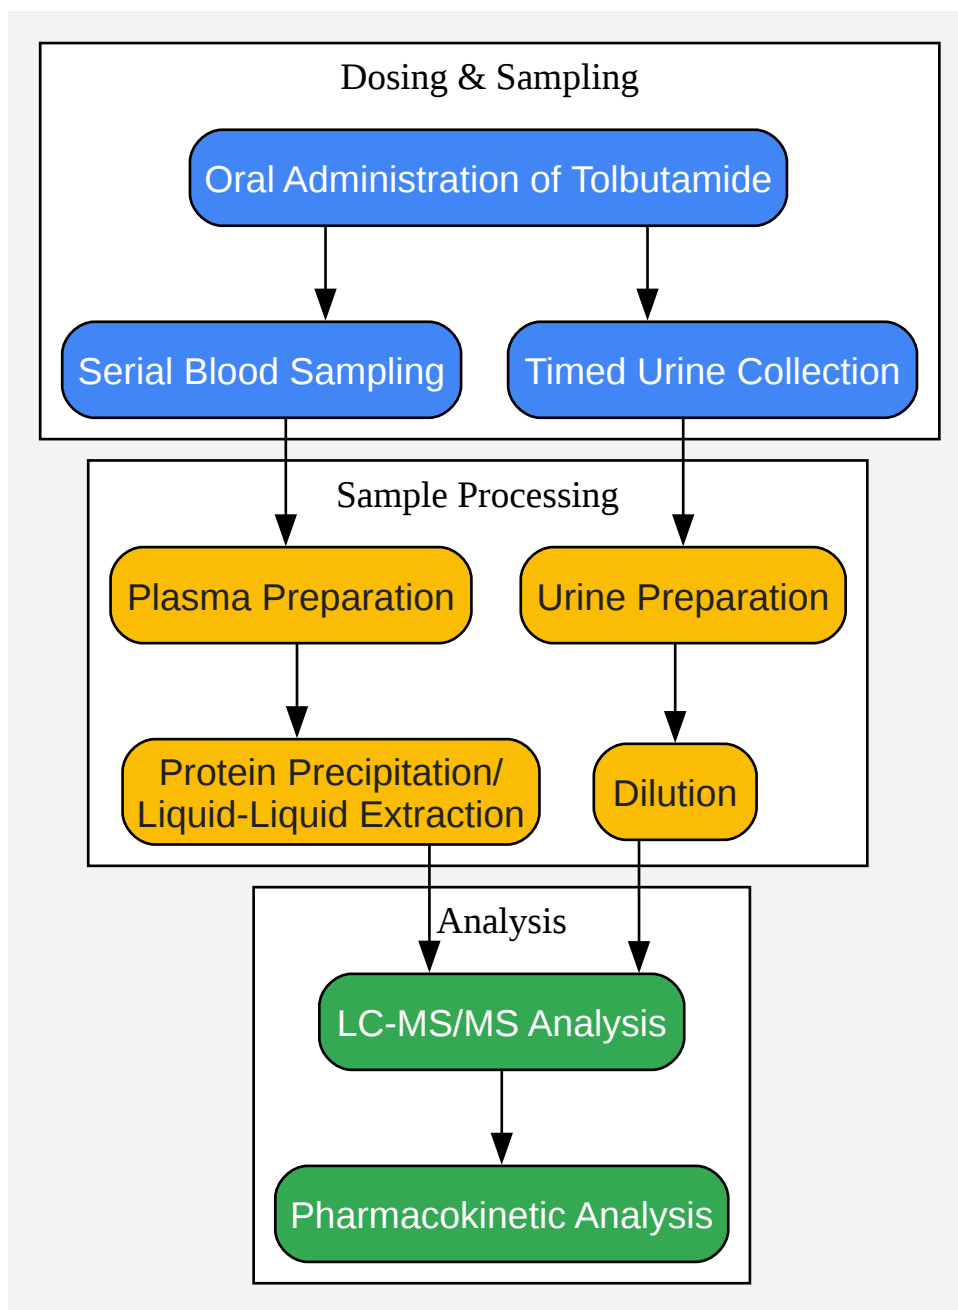 Dosing & Sampling
Oral Administration of Tolbutamide
Serial Blood Sampling
Timed Urine Collection
Sample Processing
Plasma Preparation
Urine Preparation
Protein Precipitation/
Liquid-Liquid Extraction
Dilution
Analysis
LC-MS/MS Analysis
Pharmacokinetic Analysis